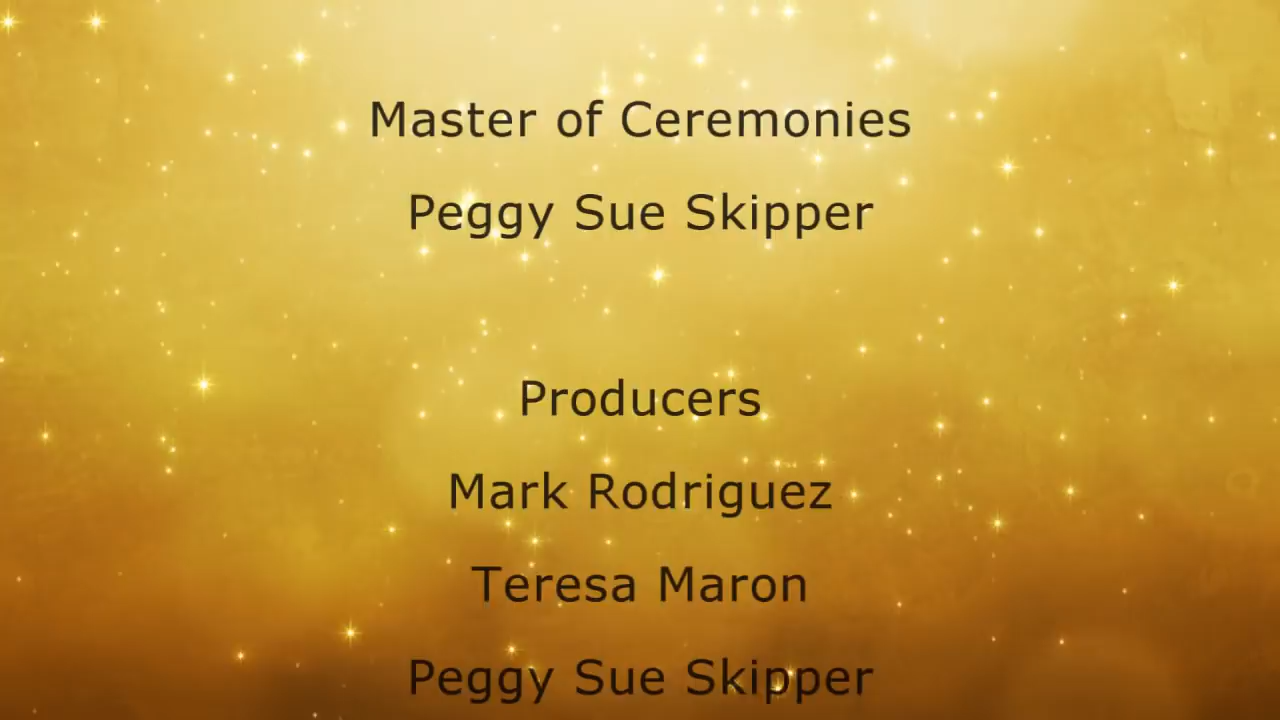 Master of Ceremonies
Peggy Sue Skipper
Producers
Mark Rodriguez
Teresa Maron
Peggy Sue Skipper